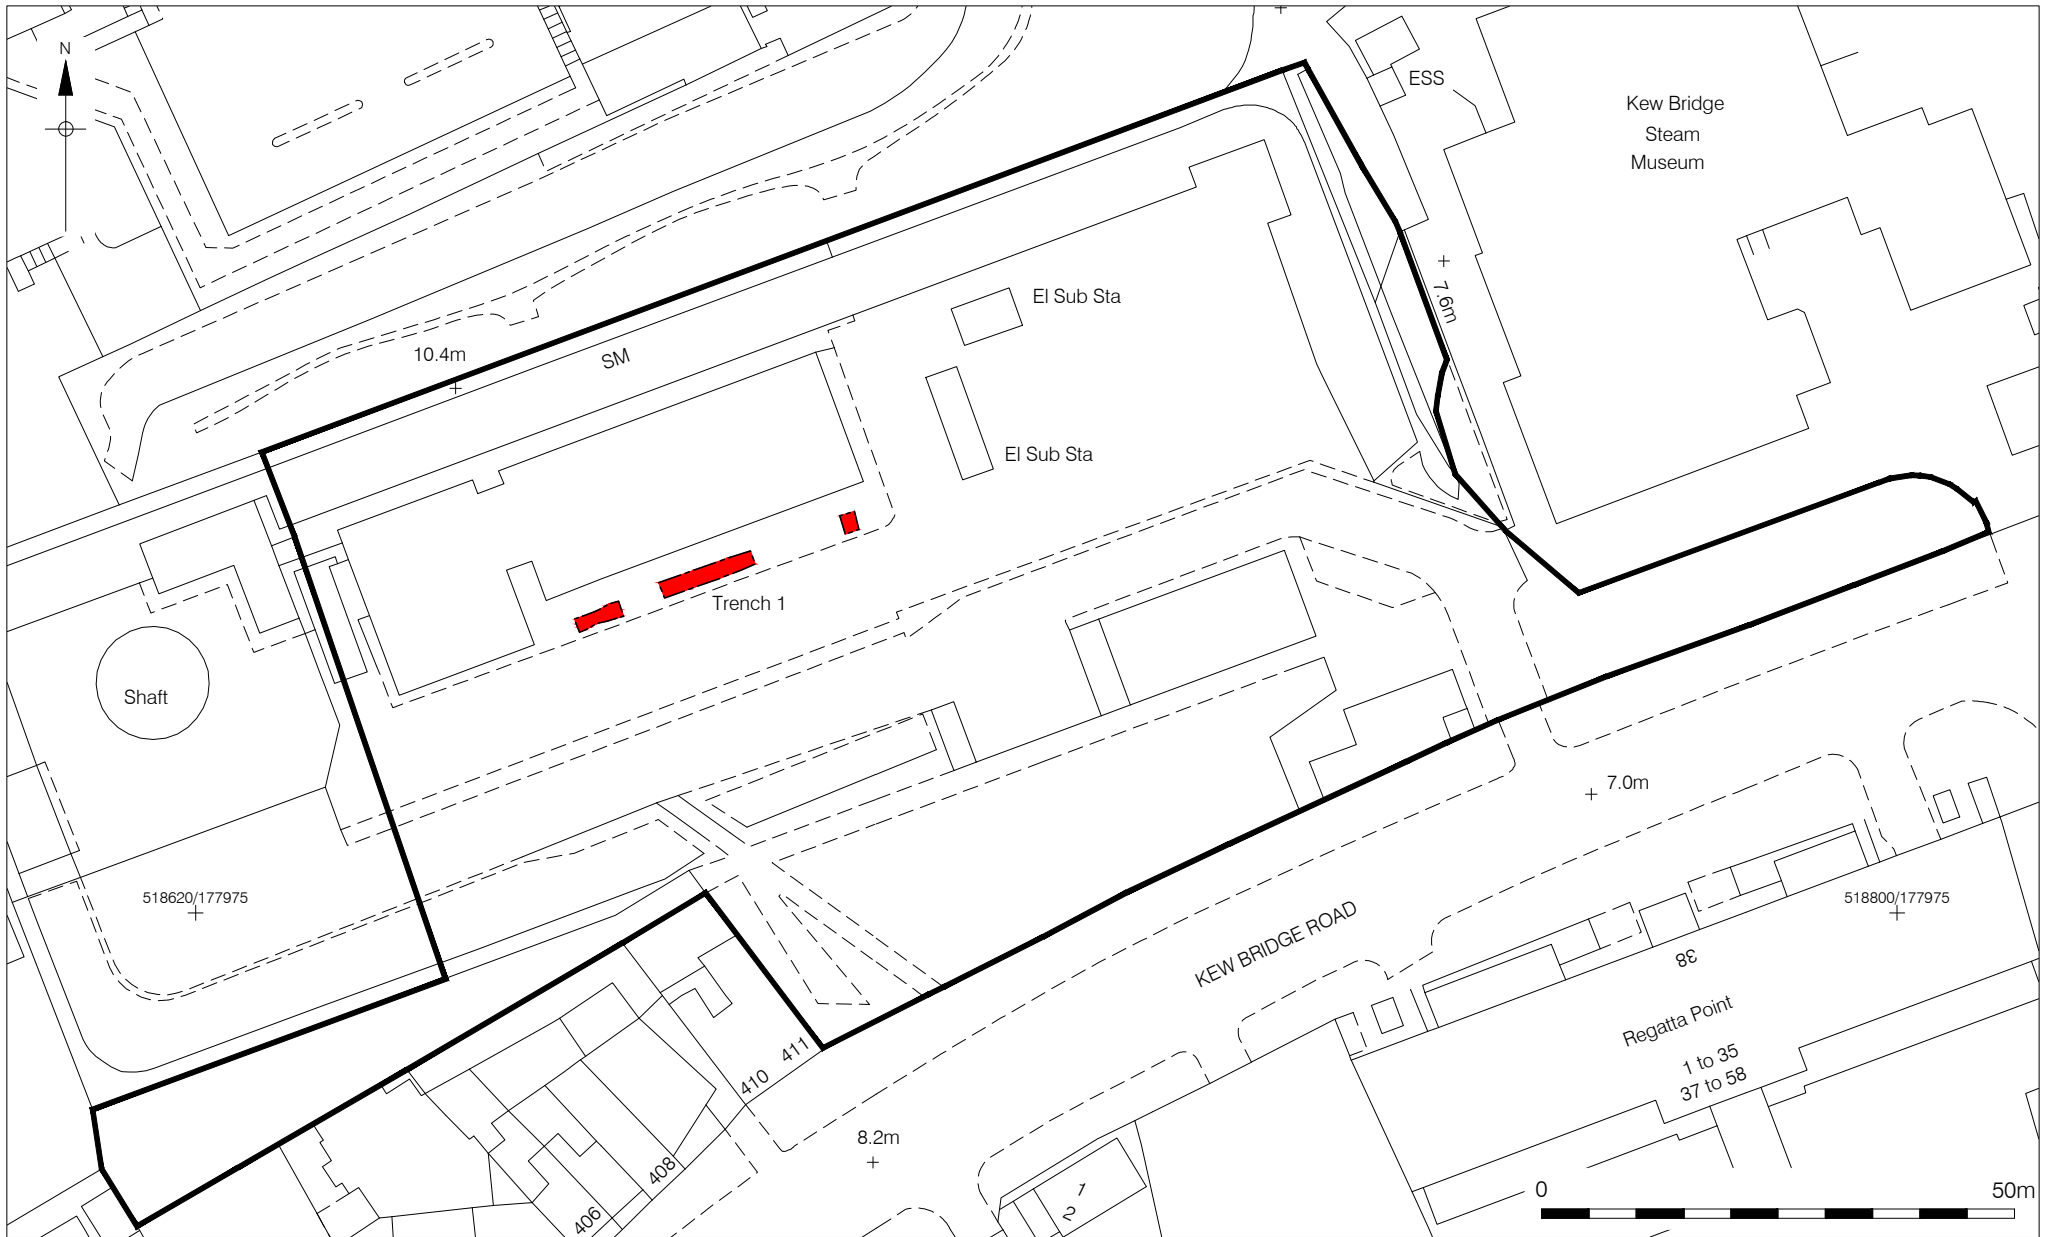 N
ESS
Kew Bridge
Steam
Museum
El Sub Sta
7.6m
10.4m
SM
El Sub Sta
Trench 1
Shaft
7.0m
518620/177975
518800/177975
KEW BRIDGE ROAD
38
Regatta Point
1 to 35
37 to 58
411
410
8.2m
408
406
1
2
0
50m